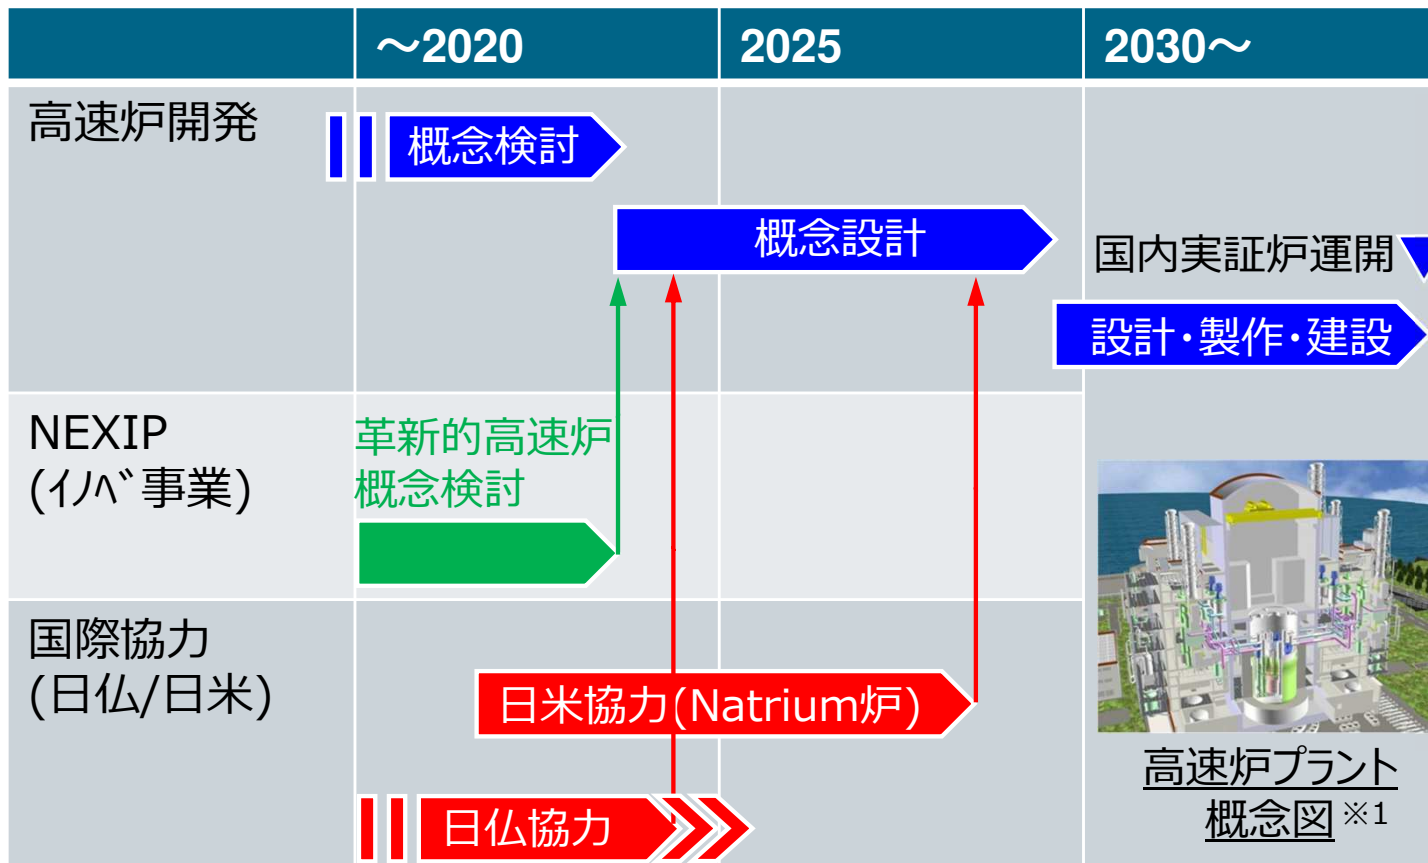 ～2020
2025
2030～
高速炉開発
概念検討
概念設計
国内実証炉運開
設計・製作・建設
NEXIP
(ｲﾉﾍﾞ事業)
革新的高速炉
概念検討
国際協力
(日仏/日米)
日米協力(Natrium炉)
日仏協力
高速炉プラント
概念図 ※1